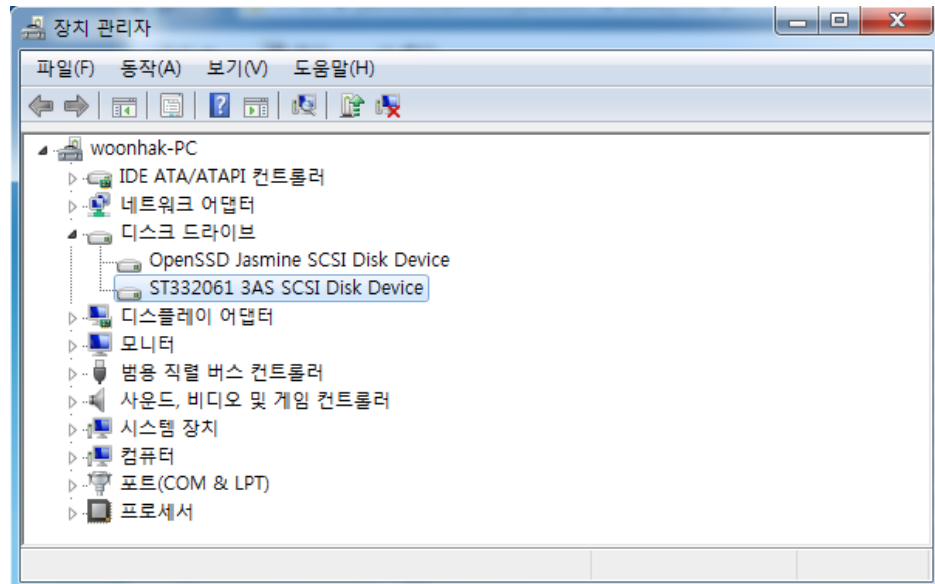 장치 관리자
파일(F) 동작(A) 보기(V) 도움말(H)
woonhak-PC
IDE ATA/ATAPI 컨트롤러
네트워크 어댑터
디스크 드라이브
OpenSSD Jasmine SCSI Disk Device
ST332061 3AS SCSI Disk Device
디스플레이 어댑터
모니터
범용 직렬 버스 컨트롤러
사운드, 비디오 및 게임 컨트롤러
시스템 장치
컴퓨터
포트(COM & LPT)
프로세서